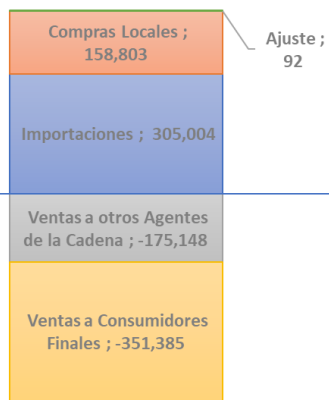 Compras Locales ;
158,803
Ajuste ;
92
Importaciones ; 305,004
Ventas a otros Agentes
de la Cadena ; -175,148
Ventas a Consumidores
Finales ; -351,385